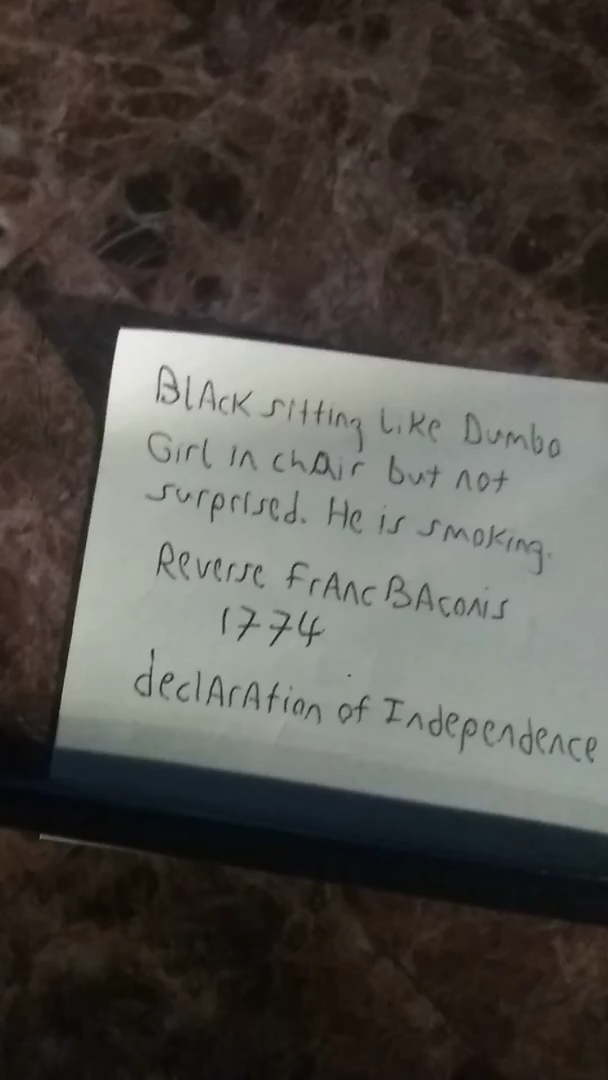 BlAcK sitting Like Dumbo
Girl in chAir but not
surprised. He is smoking.
Reverse FrAnc BAconis
1774
declArAtion of Independence